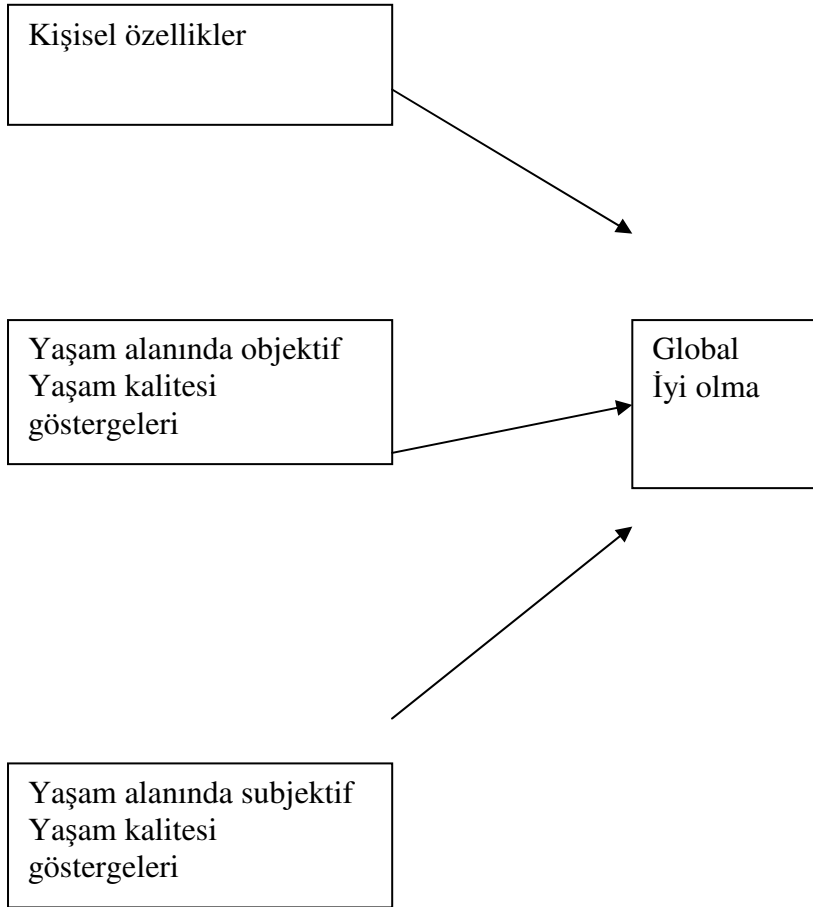 Kişisel özellikler
Yaşam alanında objektif
Yaşam kalitesi
göstergeleri
Global
İyi olma
Yaşam alanında subjektif
Yaşam kalitesi
göstergeleri